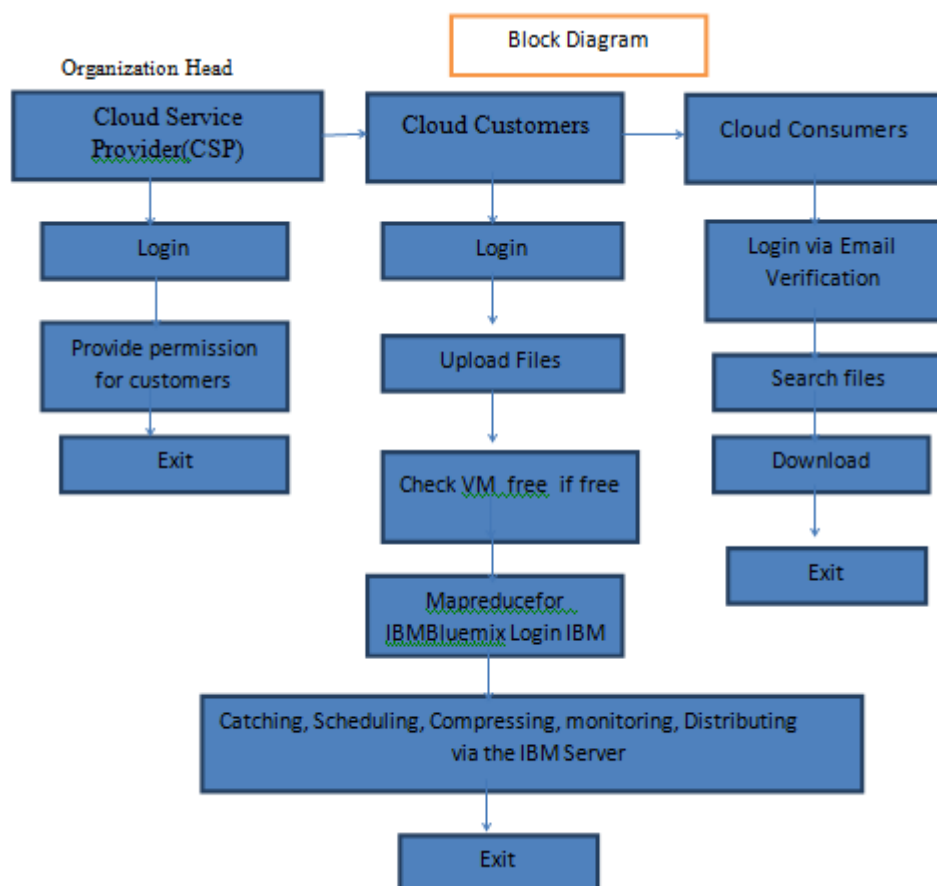 Block Diagram
Organization Head
Cloud Service
Provider(CSP)
Cloud Customers
Cloud Consumers
Login
Login
Login via Email
Verification
Provide permission
for customers
Upload Files
Search files
Exit
Check VM free if free
Download
Exit
Mapreducefor
IBMBluemix Login IBM
Catching, Scheduling, Compressing, monitoring, Distributing
via the IBM Server
Exit